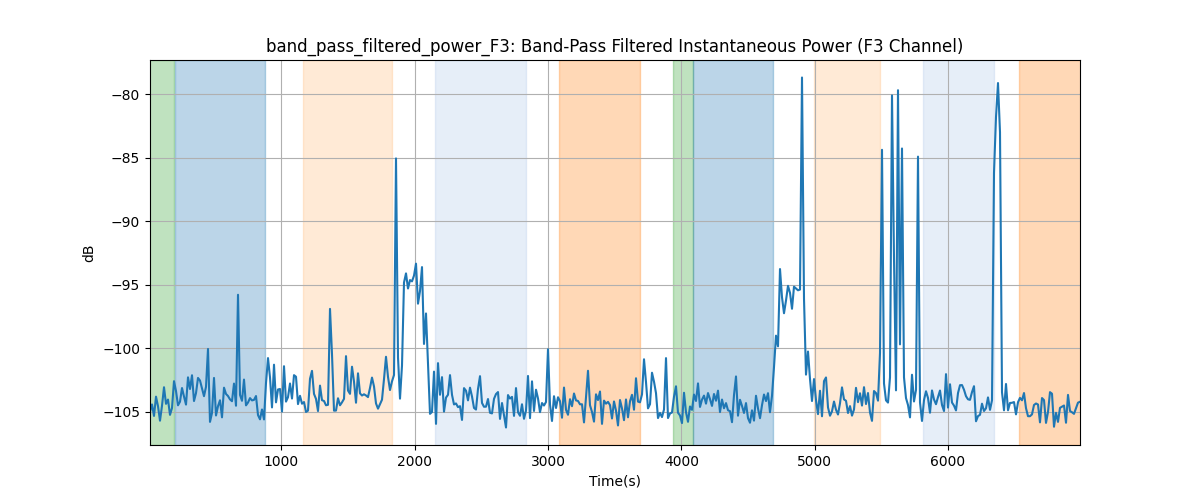 band_pass_filtered_power_F3: Band-Pass Filtered Instantaneous Power (F3 Channel)
−80
−85
−90
−95
−100
−105
dB
1000 2000 3000 4000 5000 6000
Time(s)